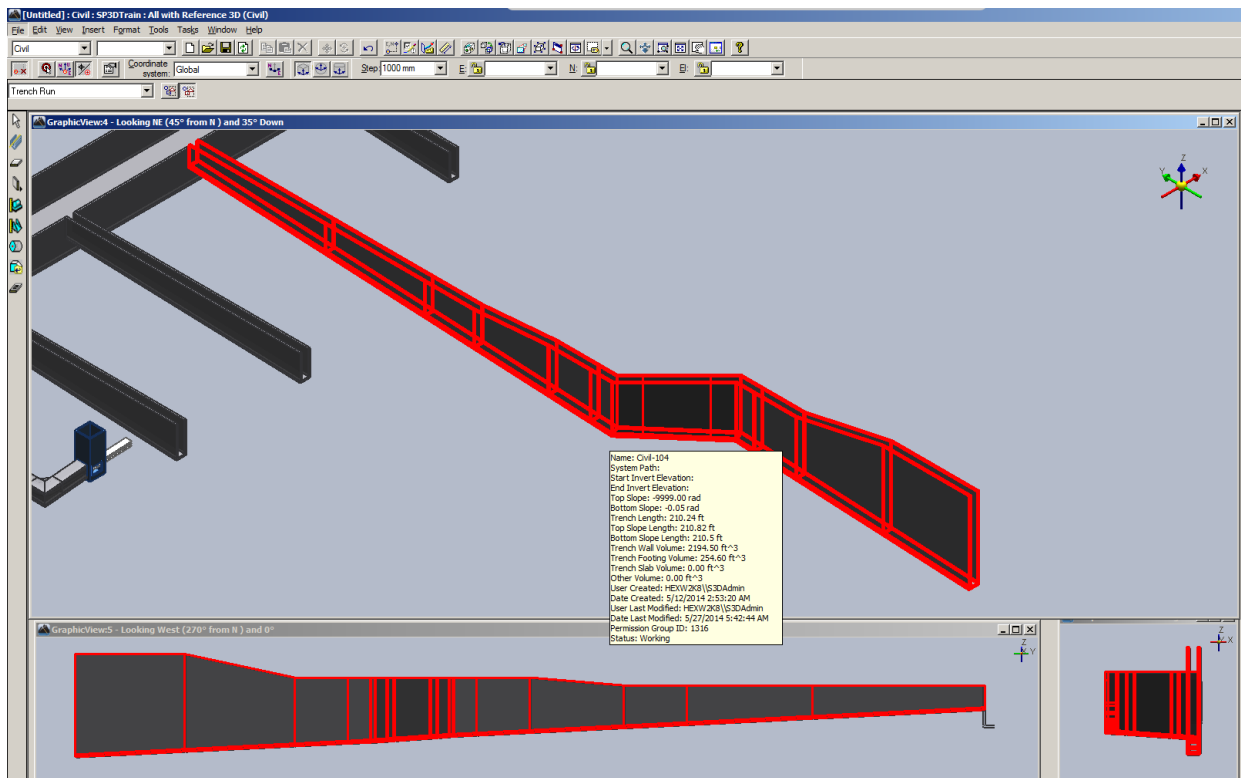 [Untitled] : Civil : SP3DTrain : All with Reference 3D (Civil)
File Edit View Insert Format Tools Tasks Window Help
Civil
Coordinate system: Global Step: 1000 mm E: N: El:
Trench Run
GraphicView:4 - Looking NE (45° from N ) and 35° Down
Z
Y X
Name: Civil-104
System Path:
Start Invert Elevation:
End Invert Elevation:
Top Slope: -9999.00 rad
Bottom Slope: -0.05 rad
Trench Length: 210.24 ft
Top Slope Length: 210.82 ft
Bottom Slope Length: 210.5 ft
Trench Wall Volume: 2194.50 ft^3
Trench Footing Volume: 254.60 ft^3
Trench Slab Volume: 0.00 ft^3
Other Volume: 0.00 ft^3
User Created: HEXW2K8\\S3DAdmin
Date Created: 5/12/2014 2:53:20 AM
User Last Modified: HEXW2K8\\S3DAdmin
Date Last Modified: 5/27/2014 5:42:44 AM
Permission Group ID: 1316
Status: Working
GraphicView:5 - Looking West (270° from N ) and 0°
Z
Y
Z
X